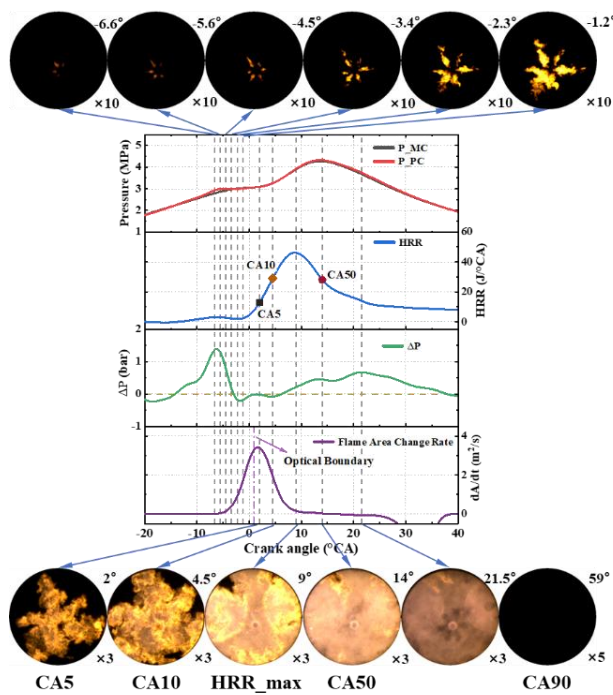 -6.6° -5.6° -4.5° -3.4° -2.3° -1.2°
×10 ×10 ×10 ×10 ×10 ×10
Pressure (MPa)
5
4
3
2
1
P_MC
P_PC
HRR (J/°CA)
60
40
20
0
HRR
CA10
CA50
CA5
ΔP (bar)
2
1
0
-1
ΔP
dA/dt (m²/s)
4
2
0
Flame Area Change Rate
Optical Boundary
-20 -10 0 10 20 30 40
Crank angle (°CA)
2° 4.5° 9° 14° 21.5° 59°
×3 ×3 ×3 ×3 ×3 ×5
CA5 CA10 HRR_max CA50 CA90